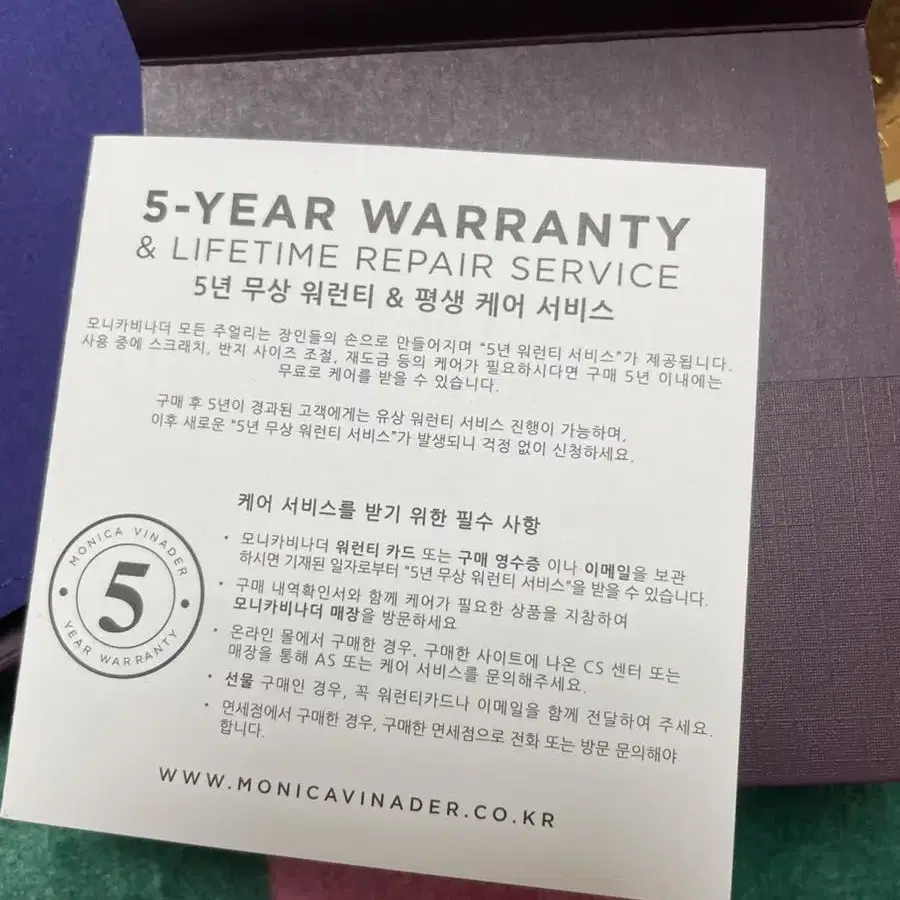 5-YEAR WARRANTY
& LIFETIME REPAIR SERVICE
5년 무상 워런티 & 평생 케어 서비스
모니카비나더 모든 주얼리는 장인들의 손으로 만들어지며 “5년 워런티 서비스”가 제공됩니다.
사용 중에 스크래치, 반지 사이즈 조절, 재도금 등의 케어가 필요하시다면 구매 5년 이내에는
무료로 케어를 받을 수 있습니다.
구매 후 5년이 경과된 고객에게는 유상 워런티 서비스 진행이 가능하며,
이후 새로운 “5년 무상 워런티 서비스”가 발생되니 걱정 없이 신청하세요.
케어 서비스를 받기 위한 필수 사항
• 모니카비나더 워런티 카드 또는 구매 영수증 이나 이메일을 보관
하시면 기재된 일자로부터 “5년 무상 워런티 서비스”을 받을 수 있습니다.
• 구매 내역확인서와 함께 케어가 필요한 상품을 지참하여
모니카비나더 매장을 방문하세요
• 온라인 몰에서 구매한 경우, 구매한 사이트에 나온 CS 센터 또는
매장을 통해 AS 또는 케어 서비스를 문의해주세요.
• 선물 구매인 경우, 꼭 워런티카드나 이메일을 함께 전달하여 주세요.
• 면세점에서 구매한 경우, 구매한 면세점으로 전화 또는 방문 문의해야
합니다.
MONICA VINADER
5
YEAR WARRANTY
WWW.MONICAVINADER.CO.KR